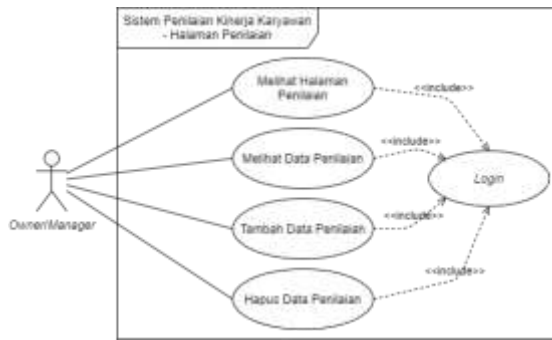 Sistem Penilaian Kinerja Karyawan
- Halaman Penilaian
Melihat Halaman
Penilaian
<<include>>
Melihat Data Penilaian
<<include>>
Login
Owner/Manager
Tambah Data Penilaian
<<include>>
<<include>>
Hapus Data Penilaian